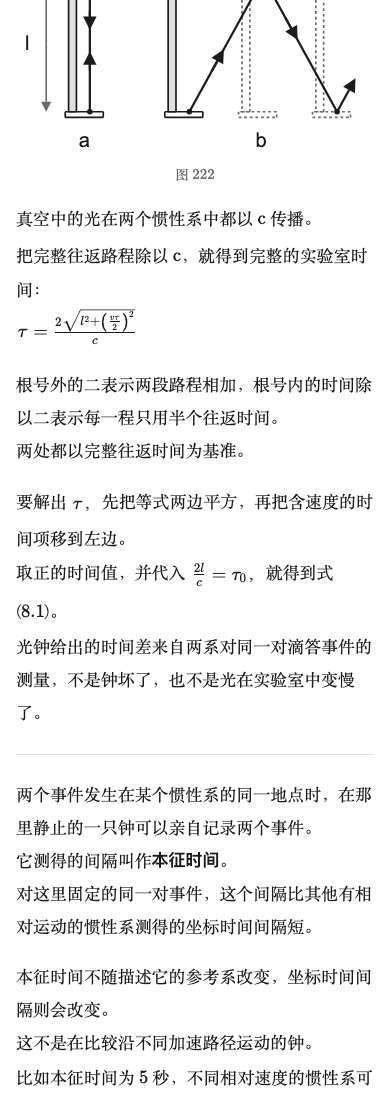 l
a
b
图 222
真空中的光在两个惯性系中都以 c 传播。
把完整往返路程除以 c，就得到完整的实验室时
间：
τ = 2√(l²+(vτ/2)²)/c
根号外的二表示两段路程相加，根号内的时间除
以二表示每一程只用半个往返时间。
两处都以完整往返时间为基准。
要解出 τ，先把等式两边平方，再把含速度的时
间项移到左边。
取正的时间值，并代入 2l/c = τ₀，就得到式
(8.1)。
光钟给出的时间差来自两系对同一对滴答事件的
测量，不是钟坏了，也不是光在实验室中变慢
了。
两个事件发生在某个惯性系的同一地点时，在那
里静止的一只钟可以亲自记录两个事件。
它测得的间隔叫作本征时间。
对这里固定的同一对事件，这个间隔比其他有相
对运动的惯性系测得的坐标时间间隔短。
本征时间不随描述它的参考系改变，坐标时间间
隔则会改变。
这不是在比较沿不同加速路径运动的钟。
比如本征时间为 5 秒，不同相对速度的惯性系可